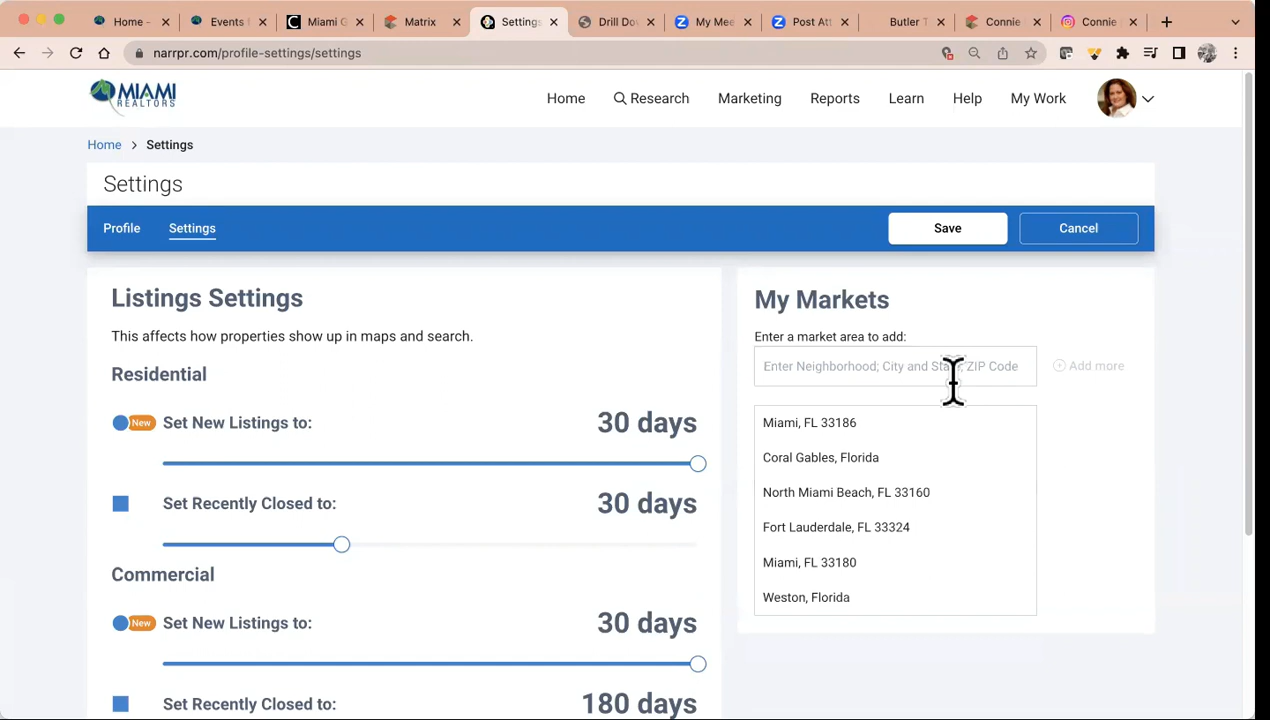 Home –
Events
Miami G
Matrix
Settings
Drill Do
My Mee
Post Att
Butler T
Connie
Connie
narrpr.com/profile-settings/settings
MIAMI
REALTORS
Home
Research
Marketing
Reports
Learn
Help
My Work
Home > Settings
Settings
Profile
Settings
Save
Cancel
Listings Settings
This affects how properties show up in maps and search.
Residential
New Set New Listings to: 30 days
Set Recently Closed to: 30 days
Commercial
New Set New Listings to: 30 days
Set Recently Closed to: 180 days
My Markets
Enter a market area to add:
Enter Neighborhood; City and State; ZIP Code
Add more
Miami, FL 33186
Coral Gables, Florida
North Miami Beach, FL 33160
Fort Lauderdale, FL 33324
Miami, FL 33180
Weston, Florida